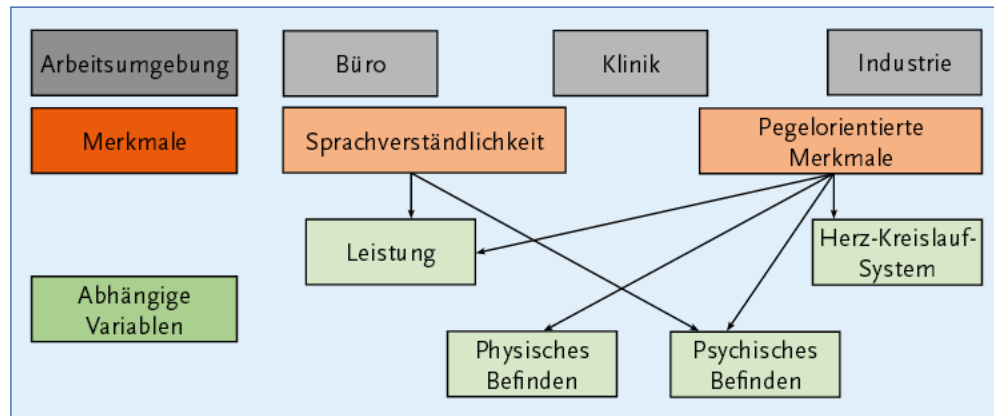 Arbeitsumgebung
Büro
Klinik
Industrie
Merkmale
Sprachverständlichkeit
Pegelorientierte
Merkmale
Leistung
Herz-Kreislauf-
System
Abhängige
Variablen
Physisches
Befinden
Psychisches
Befinden